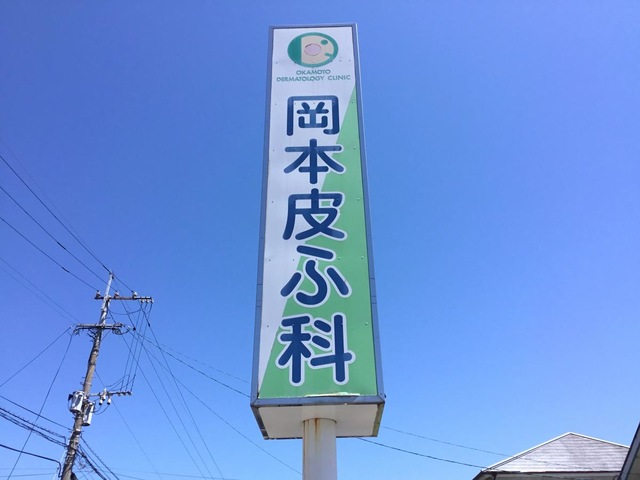 OKAMOTO
DERMATOLOGY CLINIC
岡本皮ふ科